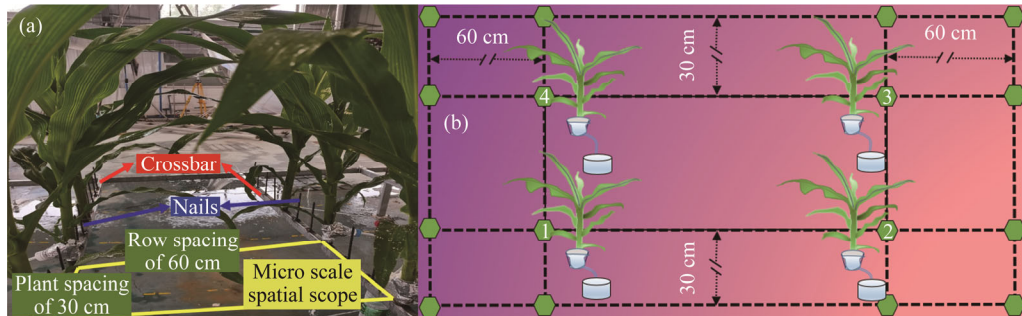 (a)
Crossbar
Nails
Row spacing
of 60 cm
Plant spacing
of 30 cm
Micro scale
spatial scope
60 cm
30 cm
60 cm
4
3
(b)
1
2
30 cm